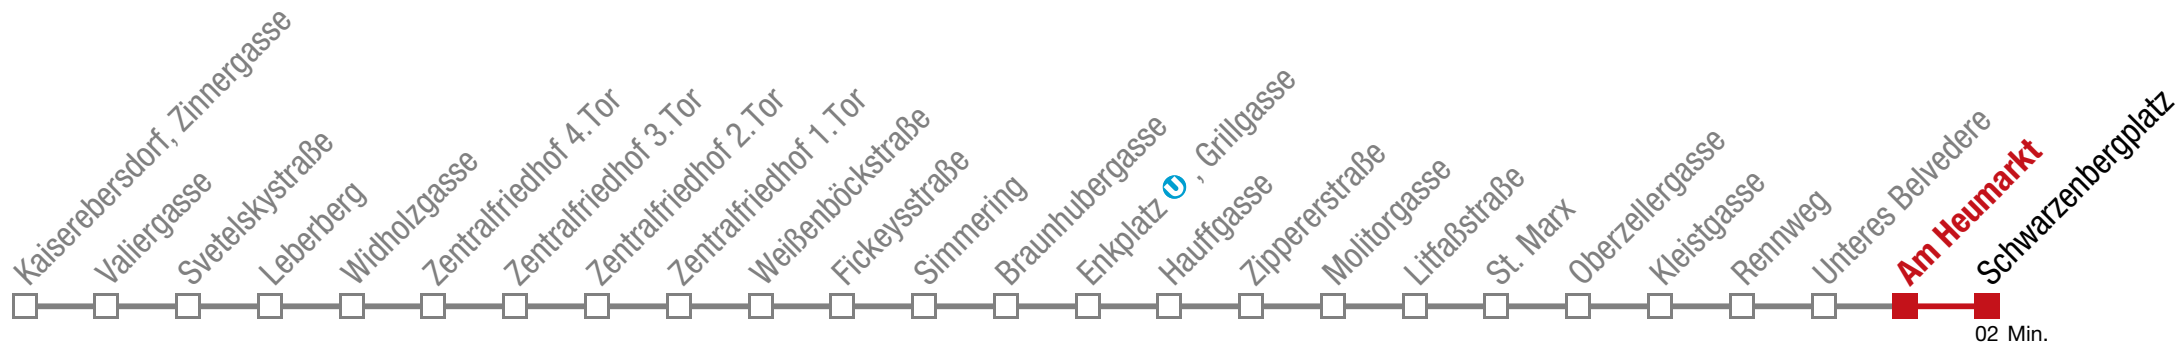 Kaiserebersdorf, Zinnergasse
Valiergasse
Svetelskystraße
Leberberg
Widholzgasse
Zentralfriedhof 4.Tor
Zentralfriedhof 3.Tor
Zentralfriedhof 2.Tor
Zentralfriedhof 1.Tor
Weißenböckstraße
Fickeysstraße
Simmering
Braunhubergasse
Enkplatz U, Grillgasse
Hauffgasse
Zippererstraße
Molitorgasse
Litfaßstraße
St. Marx
Oberzellergasse
Kleistgasse
Rennweg
Unteres Belvedere
Am Heumarkt
Schwarzenbergplatz
02 Min.